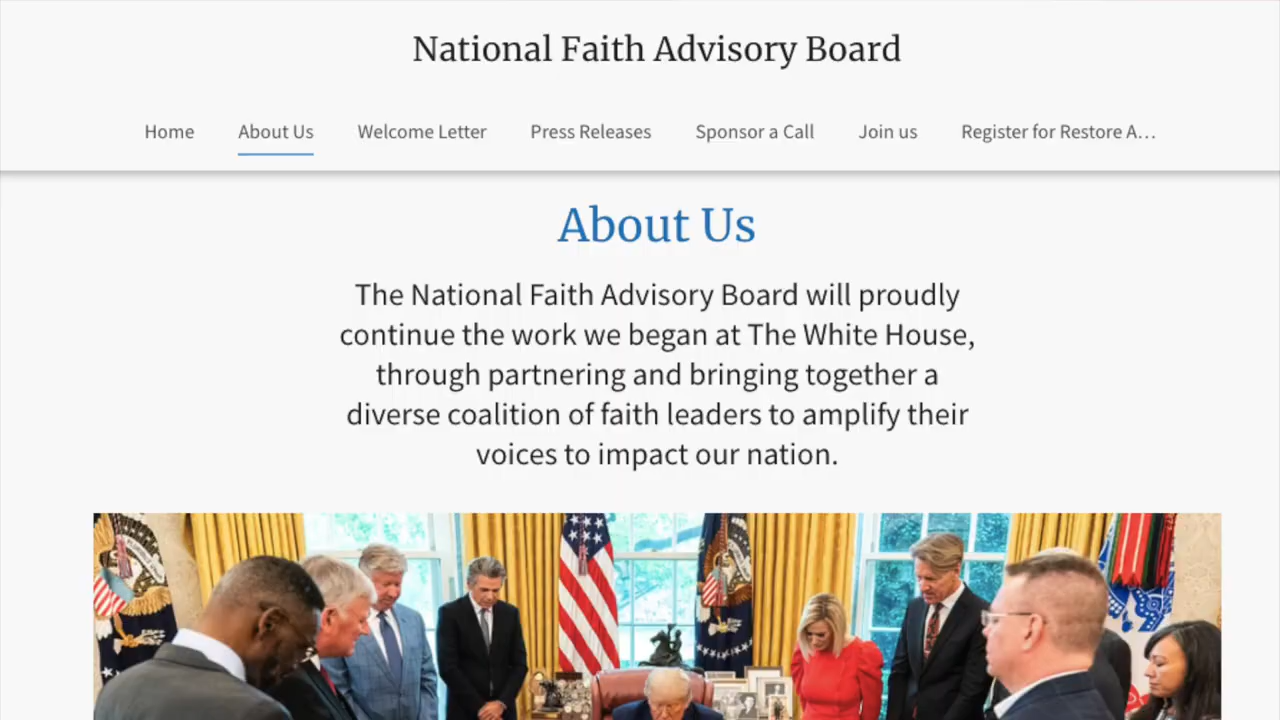 National Faith Advisory Board
Home About Us Welcome Letter Press Releases Sponsor a Call Join us Register for Restore A...
About Us
The National Faith Advisory Board will proudly
continue the work we began at The White House,
through partnering and bringing together a
diverse coalition of faith leaders to amplify their
voices to impact our nation.